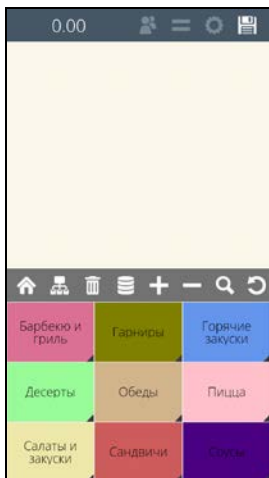 0.00
Барбекю и
гриль
Гарниры
Горячие
закуски
Десерты
Обеды
Пицца
Салаты и
закуски
Сандвичи
Соусы